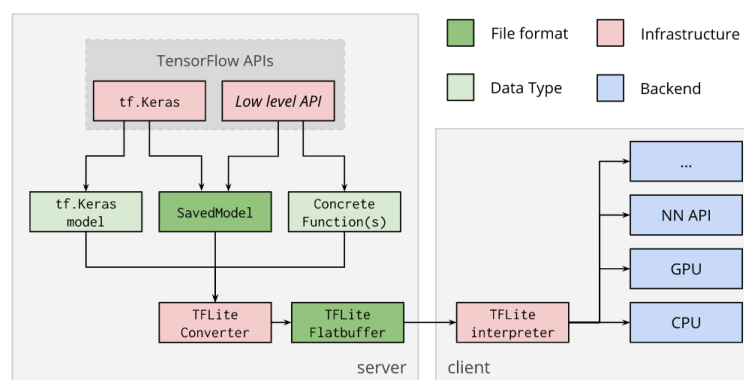 TensorFlow APIs
tf.Keras
Low level API
File format
Infrastructure
Data Type
Backend
tf.Keras
model
SavedModel
Concrete
Function(s)
...
NN API
GPU
CPU
TFLite
Converter
TFLite
Flatbuffer
TFLite
interpreter
server
client